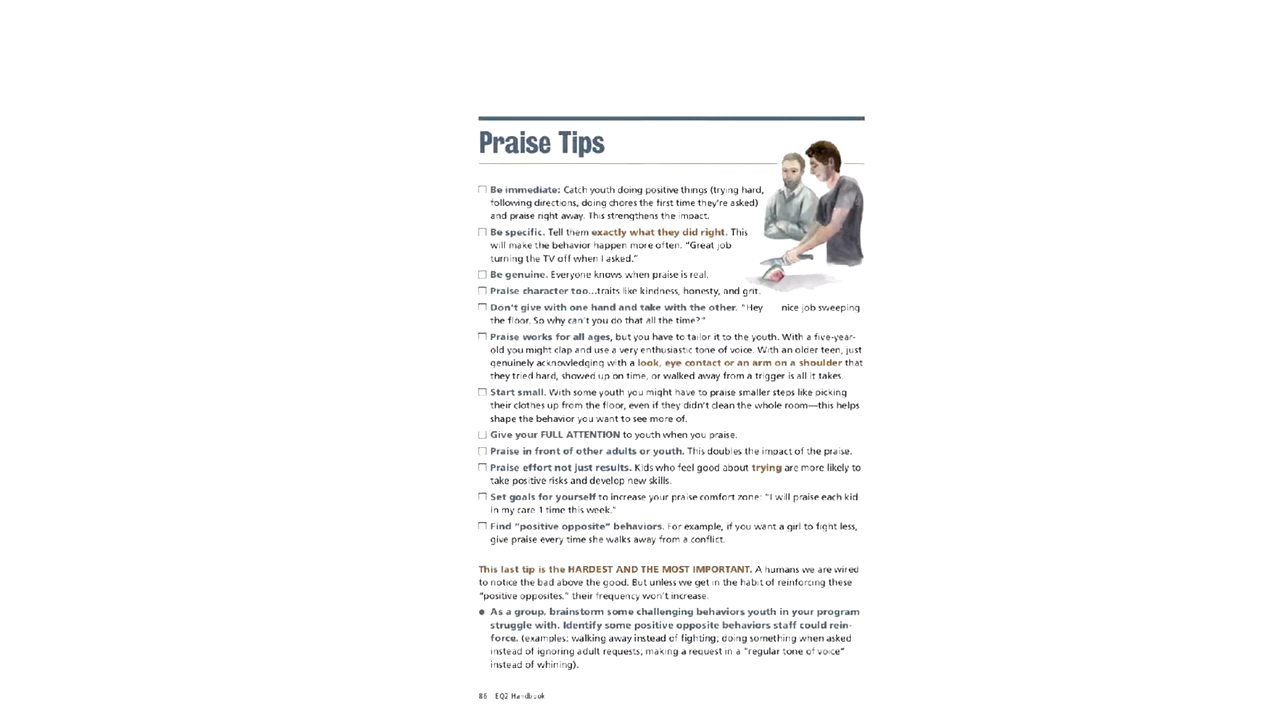 Praise Tips
Be immediate: Catch youth doing positive things (trying hard,
following directions, doing chores the first time they're asked)
and praise right away. This strengthens the impact.
Be specific. Tell them exactly what they did right. This
will make the behavior happen more often. "Great job
turning the TV off when I asked."
Be genuine. Everyone knows when praise is real.
Praise character too...traits like kindness, honesty, and grit.
Don't give with one hand and take with the other. "Hey nice job sweeping
the floor. So why can't you do that all the time?"
Praise works for all ages, but you have to tailor it to the youth. With a five-year-
old you might clap and use a very enthusiastic tone of voice. With an older teen, just
genuinely acknowledging with a look, eye contact or an arm on a shoulder that
they tried hard, showed up on time, or walked away from a trigger is all it takes.
Start small. With some youth you might have to praise smaller steps like picking
their clothes up from the floor, even if they didn't clean the whole room—this helps
shape the behavior you want to see more of.
Give your FULL ATTENTION to youth when you praise.
Praise in front of other adults or youth. This doubles the impact of the praise.
Praise effort not just results. Kids who feel good about trying are more likely to
take positive risks and develop new skills.
Set goals for yourself to increase your praise comfort zone: "I will praise each kid
in my care 1 time this week."
Find "positive opposite" behaviors. For example, if you want a girl to fight less,
give praise every time she walks away from a conflict.
This last tip is the HARDEST AND THE MOST IMPORTANT. A humans we are wired
to notice the bad above the good. But unless we get in the habit of reinforcing these
"positive opposites," their frequency won't increase.
● As a group, brainstorm some challenging behaviors youth in your program
struggle with. Identify some positive opposite behaviors staff could rein-
force. (examples: walking away instead of fighting; doing something when asked
instead of ignoring adult requests; making a request in a "regular tone of voice"
instead of whining).
86 EQ2 Handbook